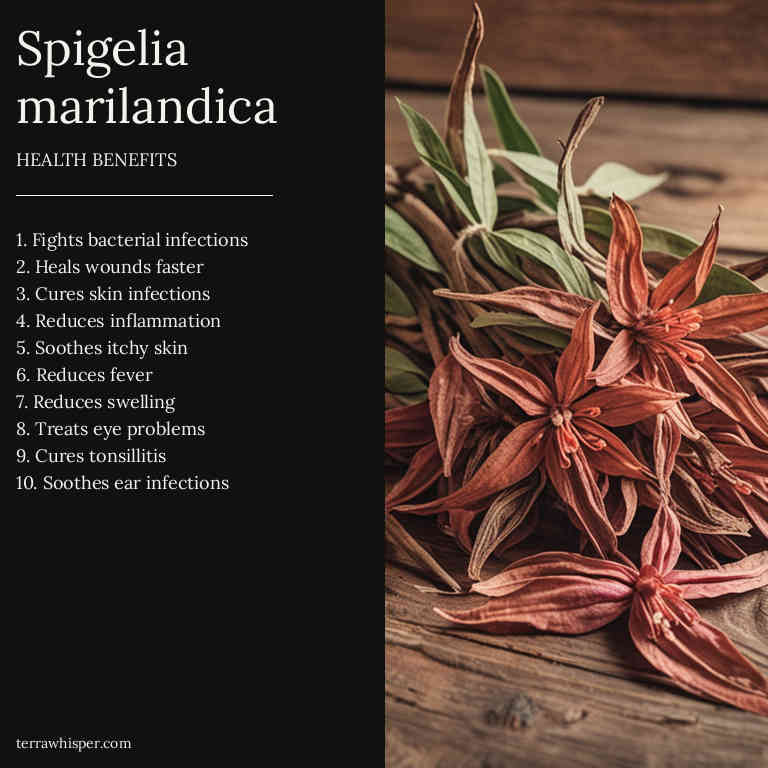 Spigelia
marilandica
HEALTH BENEFITS
1. Fights bacterial infections
2. Heals wounds faster
3. Cures skin infections
4. Reduces inflammation
5. Soothes itchy skin
6. Reduces fever
7. Reduces swelling
8. Treats eye problems
9. Cures tonsillitis
10. Soothes ear infections
terrawhisper.com